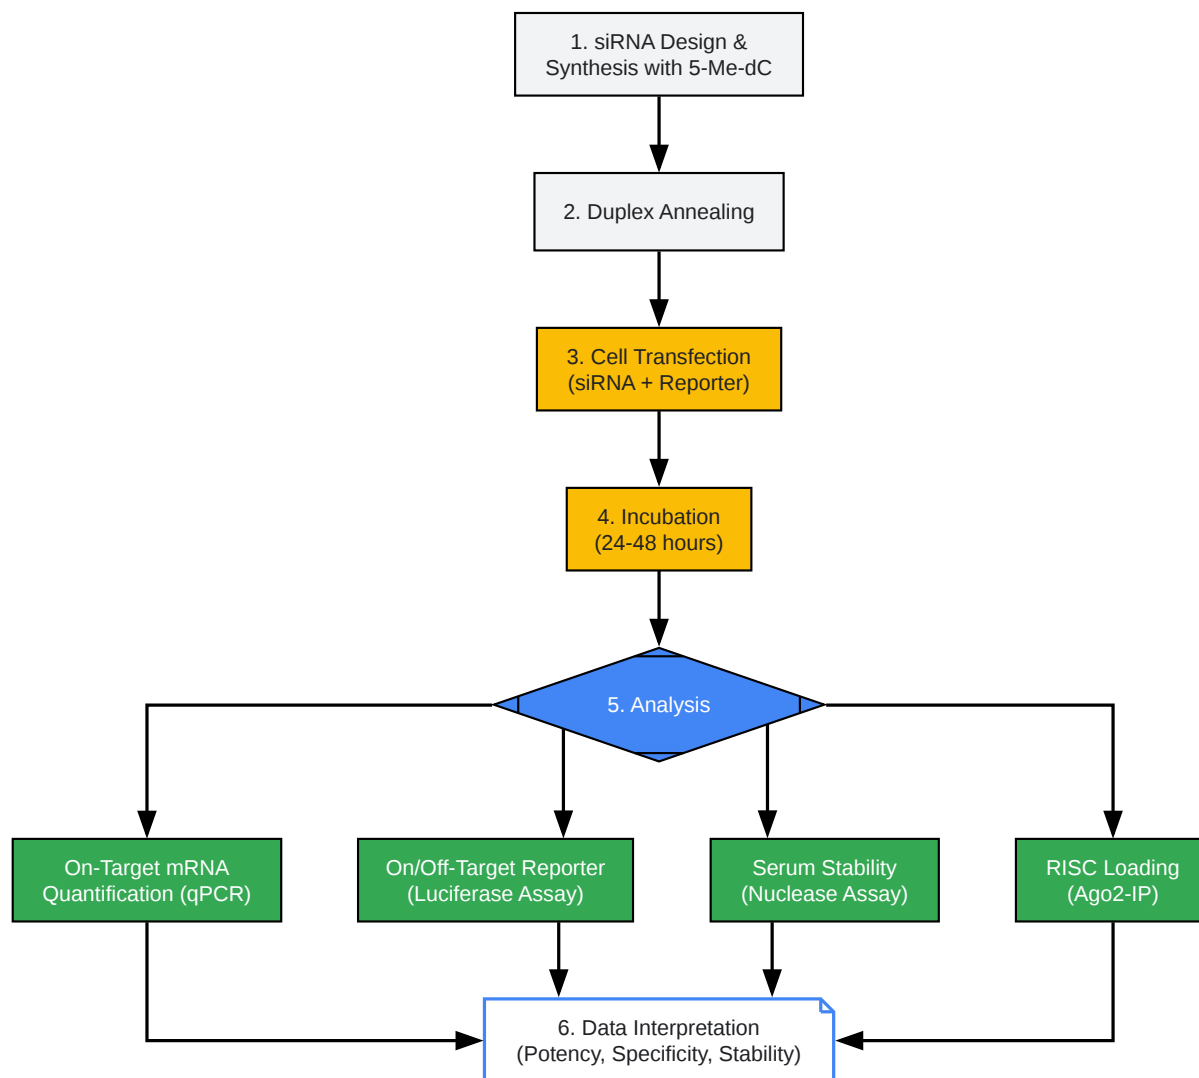 1. siRNA Design &
Synthesis with 5-Me-dC
2. Duplex Annealing
3. Cell Transfection
(siRNA + Reporter)
4. Incubation
(24-48 hours)
5. Analysis
On-Target mRNA
Quantification (qPCR)
On/Off-Target Reporter
(Luciferase Assay)
Serum Stability
(Nuclease Assay)
RISC Loading
(Ago2-IP)
6. Data Interpretation
(Potency, Specificity, Stability)